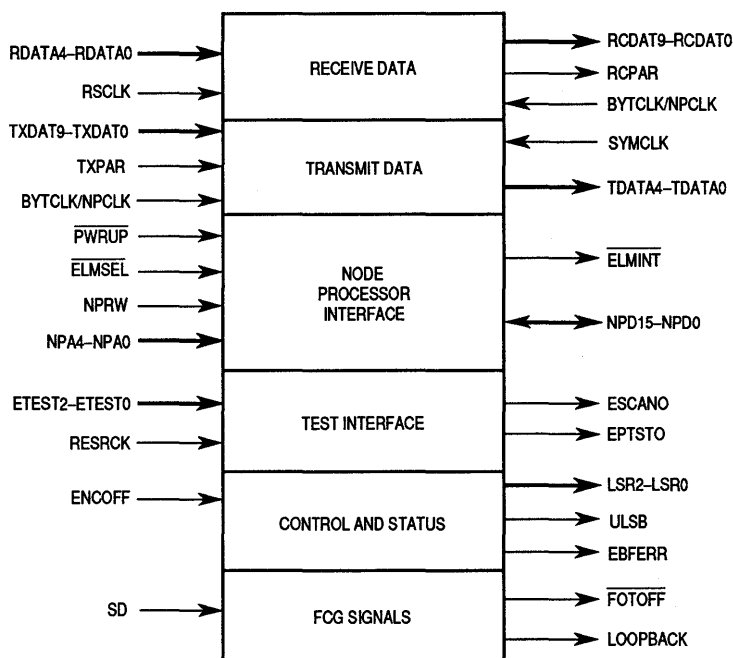 RDATA4–RDATA0
RSCLK
RECEIVE DATA
RCDAT9–RCDAT0
RCPAR
BYTCLK/NPCLK
TXDAT9–TXDAT0
TXPAR
BYTCLK/NPCLK
TRANSMIT DATA
SYMCLK
TDATA4–TDATA0
PWRUP
ELMSEL
NPRW
NPA4–NPA0
NODE
PROCESSOR
INTERFACE
ELMINT
NPD15–NPD0
ETEST2–ETEST0
RESRCK
TEST INTERFACE
ESCANO
EPTSTO
ENCOFF
CONTROL AND STATUS
LSR2–LSR0
ULSB
EBFERR
SD
FCG SIGNALS
FOTOFF
LOOPBACK